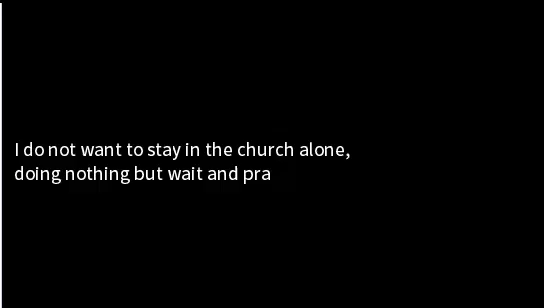 I do not want to stay in the church alone,
doing nothing but wait and pra